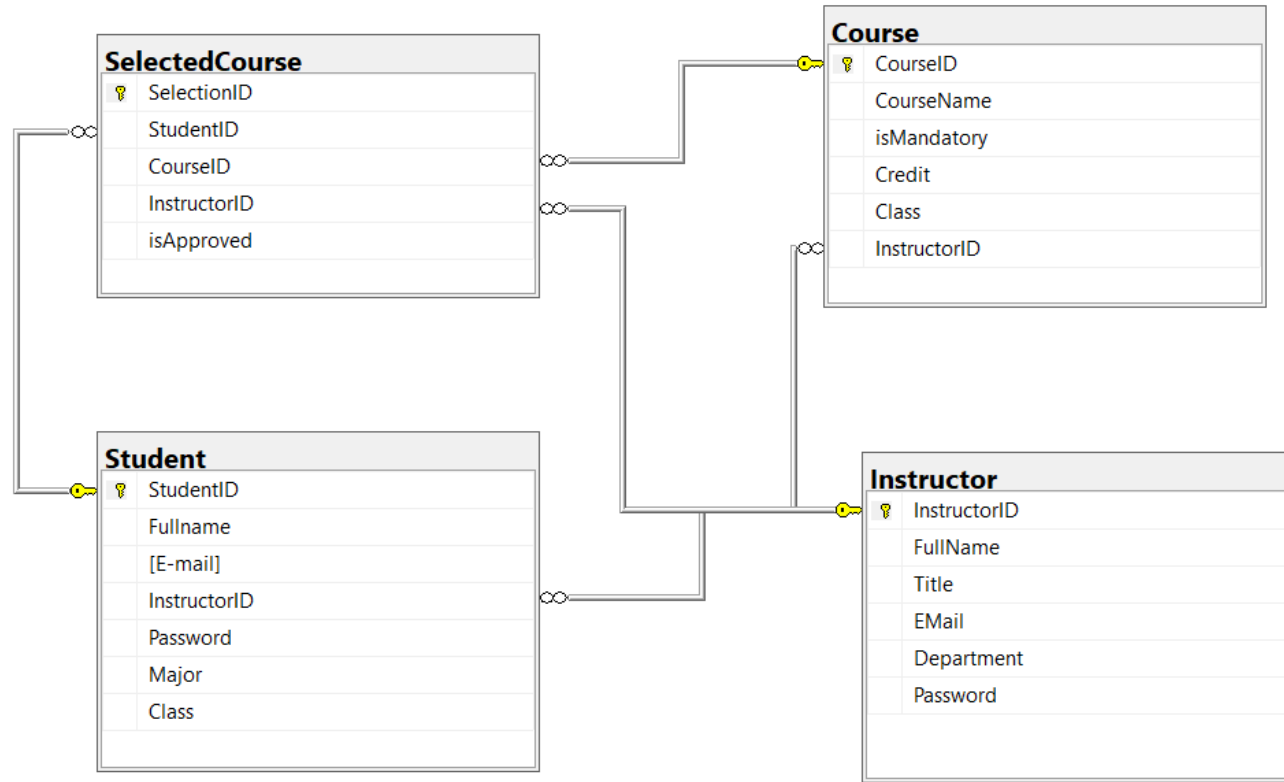 SelectedCourse
SelectionID
StudentID
CourseID
InstructorID
isApproved
Course
CourseID
CourseName
isMandatory
Credit
Class
InstructorID
Student
StudentID
Fullname
[E-mail]
InstructorID
Password
Major
Class
Instructor
InstructorID
FullName
Title
EMail
Department
Password